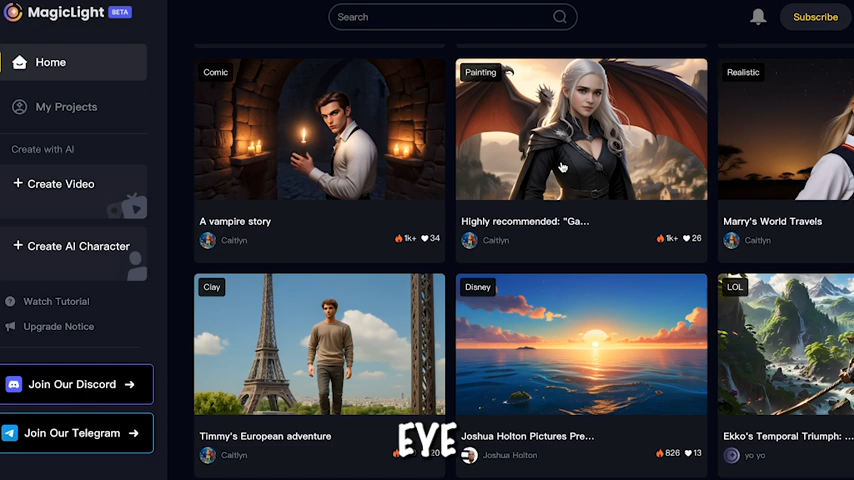 MagicLight BETA
Search
Subscribe
Home
My Projects
Create with AI
+ Create Video
+ Create AI Character
Watch Tutorial
Upgrade Notice
Join Our Discord →
Join Our Telegram →
Comic
Painting
Realistic
A vampire story
Highly recommended: "Ga...
Marry's World Travels
Caitlyn
1k+ 34
Caitlyn
1k+ 26
Caitlyn
Clay
Disney
LOL
Timmy's European adventure
Joshua Holton Pictures Pre...
Ekko's Temporal Triumph: ...
Caitlyn
20
Joshua Holton
826 13
yo yo
EYE